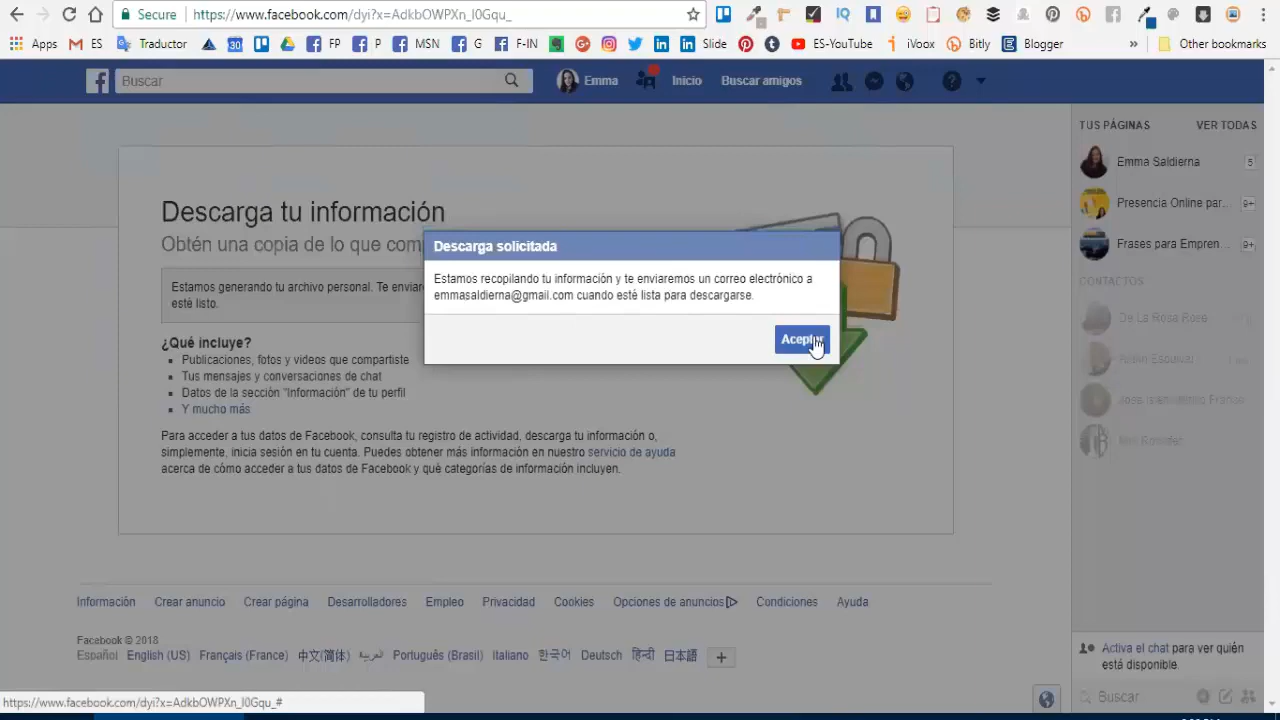 Secure https://www.facebook.com/dyi?x=AdkbOWPXn_I0Gqu_
Apps ES Traductor 30 FP P MSN G F-IN Slide ES-YouTube iVoox Bitly Blogger » Other bookmarks
Buscar Emma Inicio Buscar amigos
TUS PÁGINAS VER TODAS
Emma Saldierna 5
Presencia Online par... 9+
Frases para Empren... 9+
CONTACTOS
De La Rosa Rose
Descarga tu información
Obtén una copia de lo que
Estamos generando tu archivo personal. Te
esté listo.
Descarga solicitada
Estamos recopilando tu información y te enviaremos un correo electrónico a
emmasaldierna@gmail.com cuando esté lista para descargarse.
Aceptar
¿Qué incluye?
Publicaciones, fotos y videos que compartiste
Tus mensajes y conversaciones de chat
Datos de la sección "Información" de tu perfil
Y mucho más
Para acceder a tus datos de Facebook, consulta tu registro de actividad, descarga tu información o,
simplemente, inicia sesión en tu cuenta. Puedes obtener más información en nuestro servicio de ayuda
acerca de cómo acceder a tus datos de Facebook y qué categorías de información incluyen.
Información Crear anuncio Crear página Desarrolladores Empleo Privacidad Cookies Opciones de anuncios Condiciones Ayuda
Facebook © 2018
Español English (US) Français (France) 中文(简体) العربية Português (Brasil) Italiano 한국어 Deutsch हिन्दी 日本語 +
Activa el chat para ver quién
está disponible.
Buscar
https://www.facebook.com/dyi?x=AdkbOWPXn_I0Gqu_#